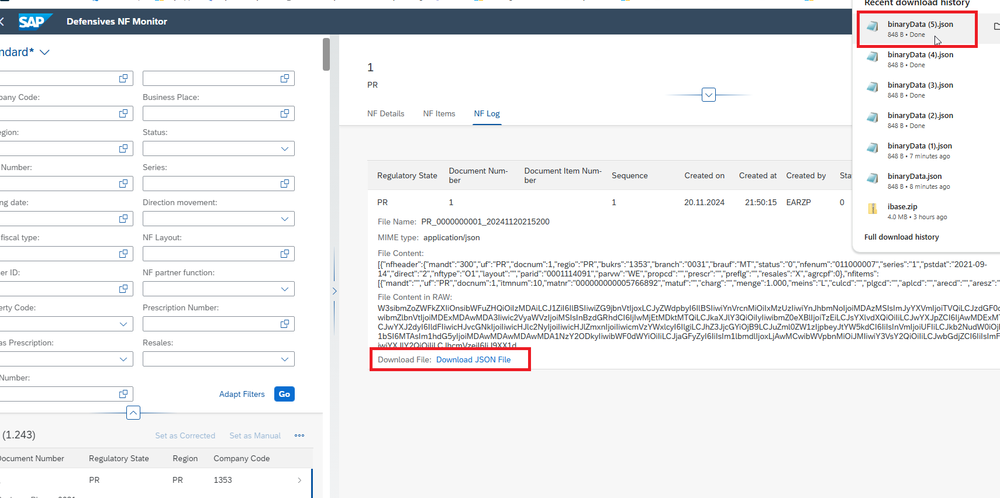 SAP
Defensives NF Monitor
ndard*
pany Code:
Business Place:
egion:
Status:
Number:
Series:
ng date:
Direction movement:
fiscal type:
NF Layout:
er ID:
NF partner function:
erty Code:
Prescription Number:
as Prescription:
Resales:
Number:
Adapt Filters
Go
(1.243)
Set as Corrected
Set as Manual
Document Number
Regulatory State
Region
Company Code
PR
PR
1353
1
PR
NF Details
NF Items
NF Log
Regulatory State
Document Num-
ber
Document Item Num-
ber
Sequence
Created on
Created at
Created by
Sta
PR
1
1
20.11.2024
21:50:15
EARZP
0
File Name: PR_0000000001_20241120215200
MIME type: application/json
File Content:
[{"nfheader":{"mandt":"300","uf":"PR","docnum":1,"regio":"PR","bukrs":"1353","branch":"0031","brauf":"MT","status":"0","nfenum":"011000007","series":"1","pstdat":"2021-09-
14","direct":"2","nftype":"O1","layout":"","parid":"0001114091","parvw":"WE","propcd":"","prescr":"","preflg":"","resales":"X","agrcpf":0},"nfitems":
[{"mandt":"","uf":"PR","docnum":1,"itmnum":10,"matnr":"000000000005766892","matuf":"","charg":"","menge":1.000,"meins":"L","culcd":"","plgcd":"","aplcd":"","arecd":"","aresz":"
File Content in RAW:
Download File: Download JSON File
Recent download history
binaryData (5).json
848 B • Done
binaryData (4).json
848 B • Done
binaryData (3).json
848 B • Done
binaryData (2).json
848 B • Done
binaryData (1).json
848 B • 7 minutes ago
binaryData.json
848 B • 8 minutes ago
ibase.zip
4.0 MB • 3 hours ago
Full download history